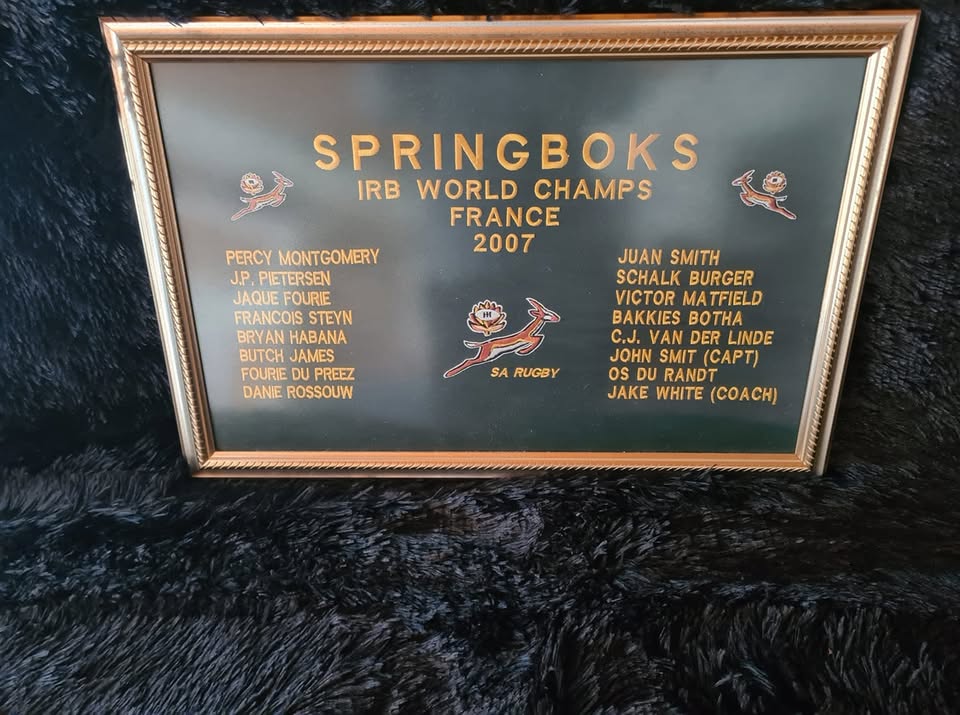 SPRINGBOKS
IRB WORLD CHAMPS
FRANCE
2007
PERCY MONTGOMERY
J.P. PIETERSEN
JAQUE FOURIE
FRANCOIS STEYN
BRYAN HABANA
BUTCH JAMES
FOURIE DU PREEZ
DANIE ROSSOUW
SA RUGBY
JUAN SMITH
SCHALK BURGER
VICTOR MATFIELD
BAKKIES BOTHA
C.J. VAN DER LINDE
JOHN SMIT (CAPT)
OS DU RANDT
JAKE WHITE (COACH)